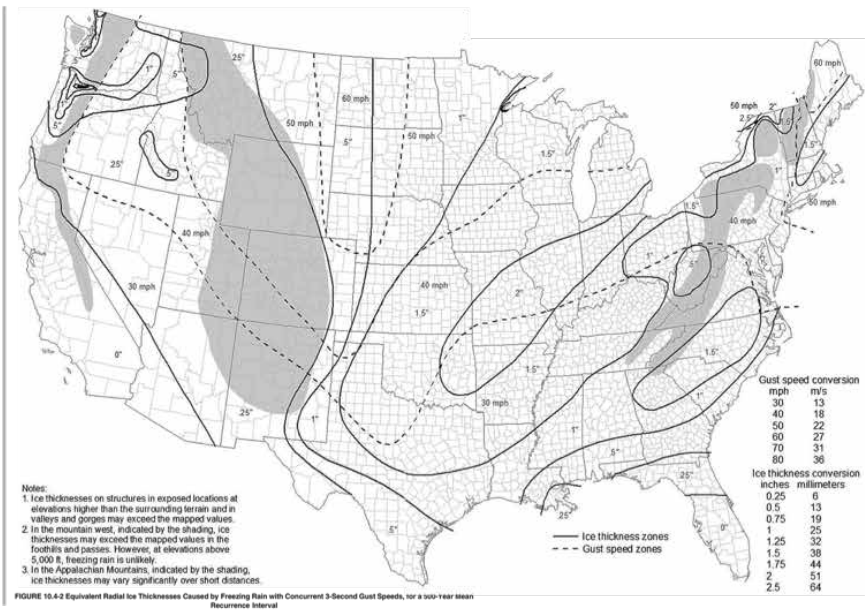 .5"
1"
1"
.5"
.5"
.25"
.5"
.25"
50 mph
60 mph
.5"
50 mph
1"
1.5"
60 mph
50 mph
2"
2.5"
1.5"
1.5"
1"
50 mph
1.5"
40 mph
40 mph
30 mph
0"
40 mph
1.5"
2"
1"
.5"
1.5"
1.5"
30 mph
1"
.25"
1"
1"
.5"
.25"
.25"
.5"
0"
Gust speed conversion
mph m/s
30 13
40 18
50 22
60 27
70 31
80 36
Ice thickness conversion
inches millimeters
0.25 6
0.5 13
0.75 19
1 25
1.25 32
1.5 38
1.75 44
2 51
2.5 64
Notes:
1. Ice thicknesses on structures in exposed locations at
elevations higher than the surrounding terrain and in
valleys and gorges may exceed the mapped values.
2. In the mountain west, indicated by the shading, ice
thicknesses may exceed the mapped values in the
foothills and passes. However, at elevations above
5,000 ft, freezing rain is unlikely.
3. In the Appalachian Mountains, indicated by the shading,
ice thicknesses may vary significantly over short distances.
Ice thickness zones
Gust speed zones
FIGURE 10.4-2 Equivalent Radial Ice Thicknesses Caused by Freezing Rain with Concurrent 3-Second Gust Speeds, for a 500-Year Mean
Recurrence Interval